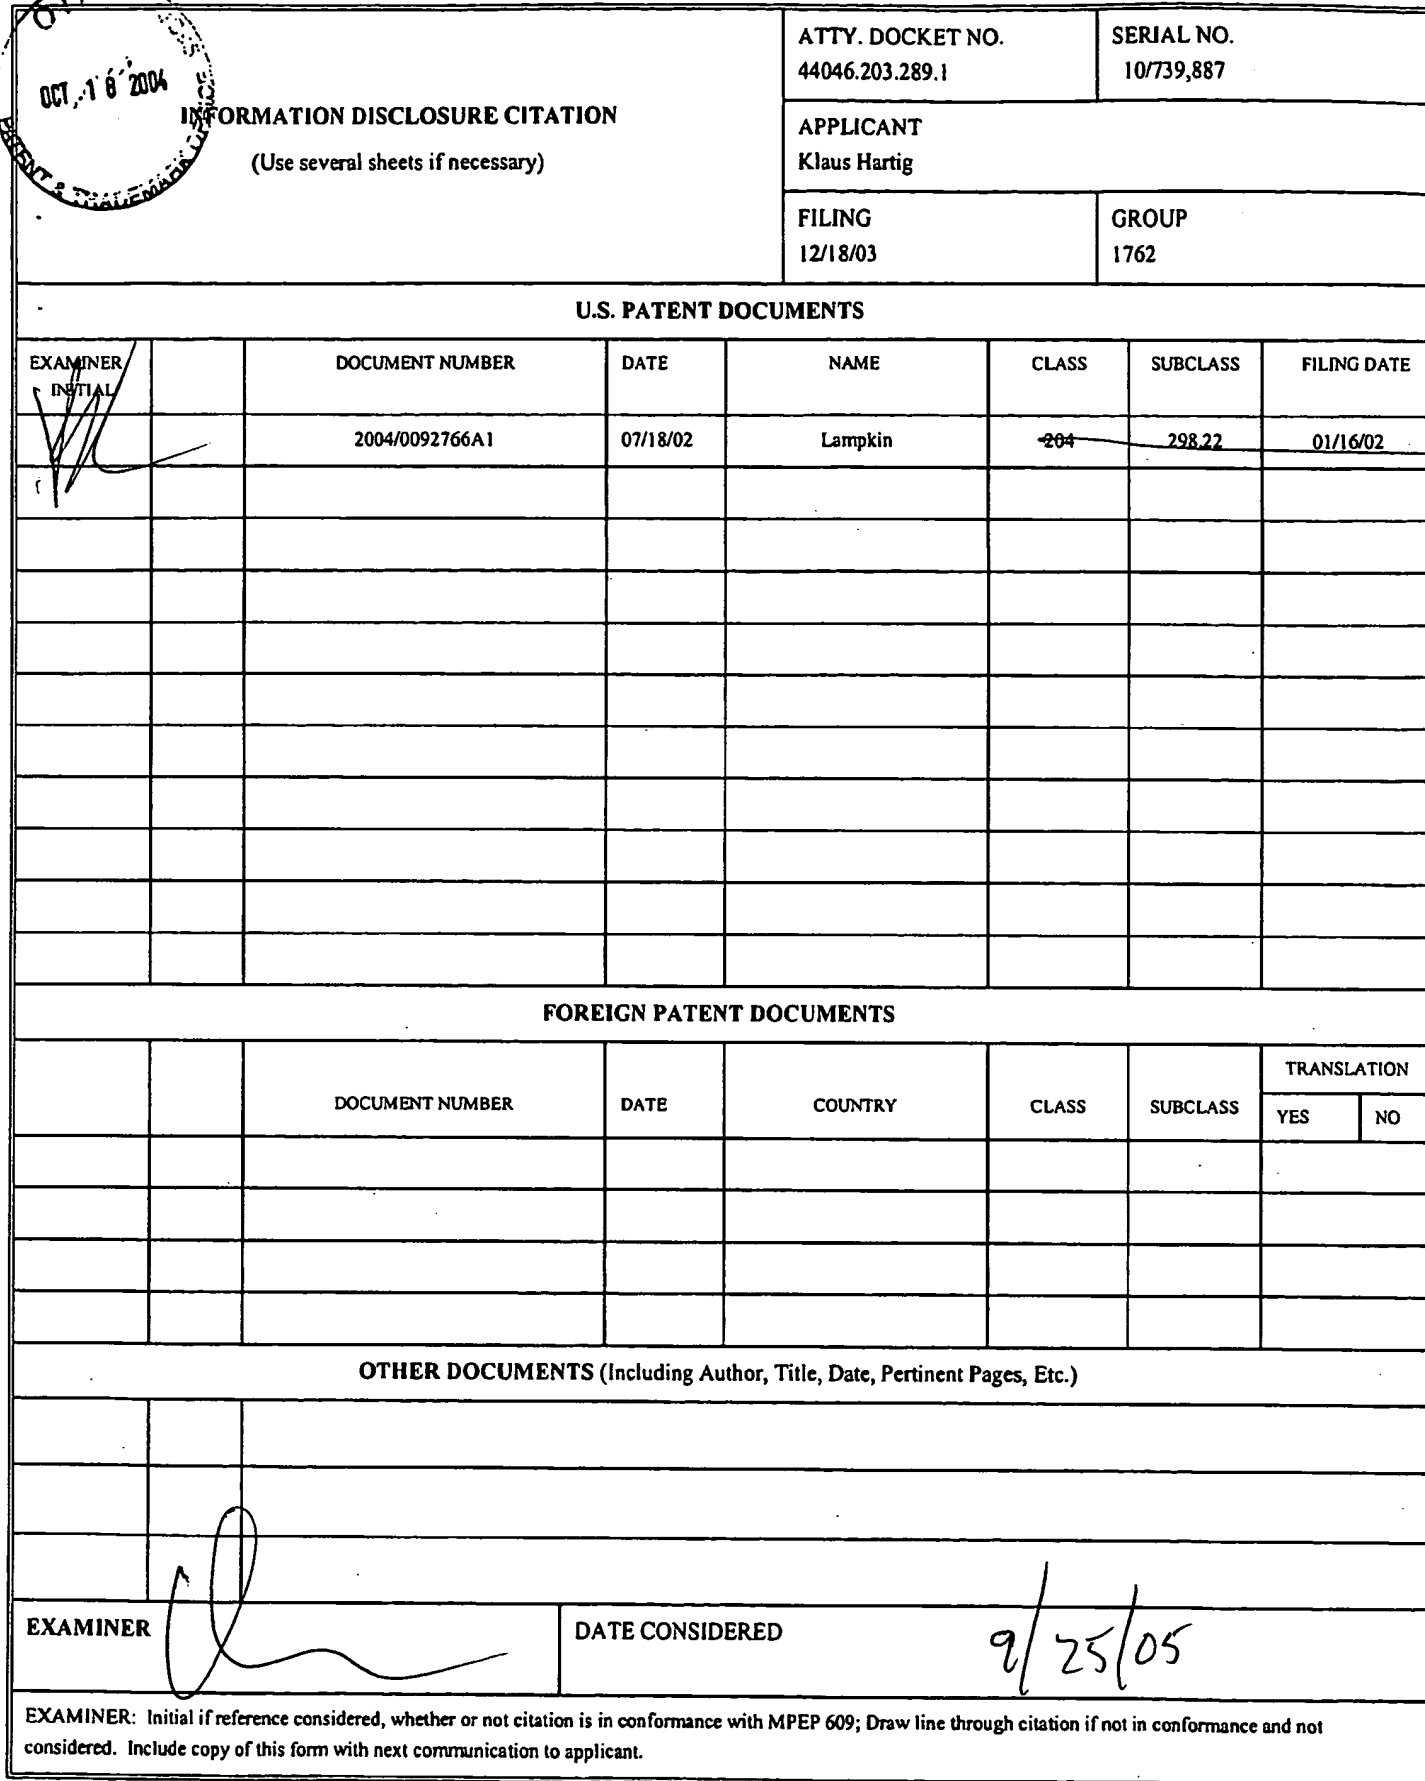 OCT 18 2004
PATENT & TRADEMARK OFFICE
ATTY. DOCKET NO.
44046.203.289.1
SERIAL NO.
10/739,887
INFORMATION DISCLOSURE CITATION
(Use several sheets if necessary)
APPLICANT
Klaus Hartig
FILING
12/18/03
GROUP
1762
U.S. PATENT DOCUMENTS
EXAMINER INITIAL DOCUMENT NUMBER DATE NAME CLASS SUBCLASS FILING DATE
2004/0092766A1 07/18/02 Lampkin 204 298.22 01/16/02
FOREIGN PATENT DOCUMENTS
DOCUMENT NUMBER DATE COUNTRY CLASS SUBCLASS TRANSLATION
YES NO
OTHER DOCUMENTS (Including Author, Title, Date, Pertinent Pages, Etc.)
EXAMINER
DATE CONSIDERED 9/25/05
EXAMINER: Initial if reference considered, whether or not citation is in conformance with MPEP 609; Draw line through citation if not in conformance and not
considered. Include copy of this form with next communication to applicant.